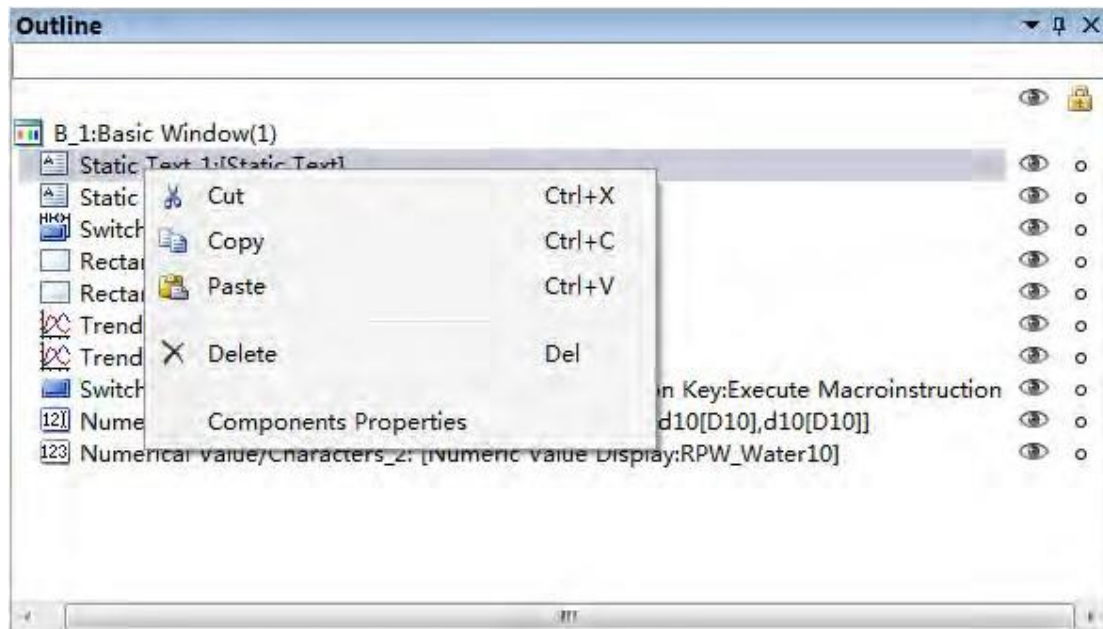 Outline
B_1:Basic Window(1)
Static Text_1:[Static Text]
Static
Cut Ctrl+X
Switch
Copy Ctrl+C
Rectan
Rectan
Paste Ctrl+V
Trend
Trend
Delete Del
Switch n Key:Execute Macroinstruction
Nume d10[D10],d10[D10]]
Components Properties
Numerical Value/Characters_2: [Numeric Value Display:RPW_Water10]